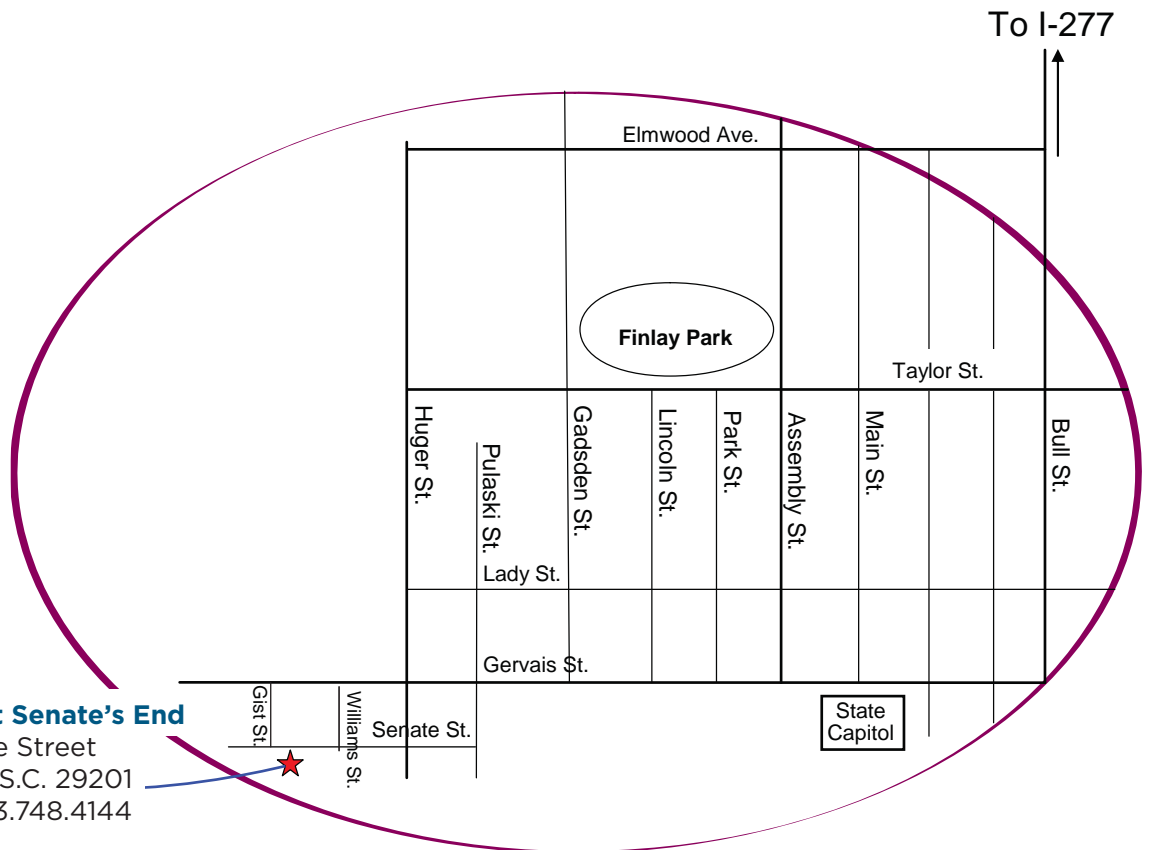 To I-277
Elmwood Ave.
Finlay Park
Taylor St.
Huger St.
Pulaski St.
Gadsden St.
Lincoln St.
Park St.
Assembly St.
Main St.
Bull St.
Lady St.
Gervais St.
Gist St.
Williams St.
Senate St.
State
Capitol
Senate’s End
Street
S.C. 29201
3.748.4144